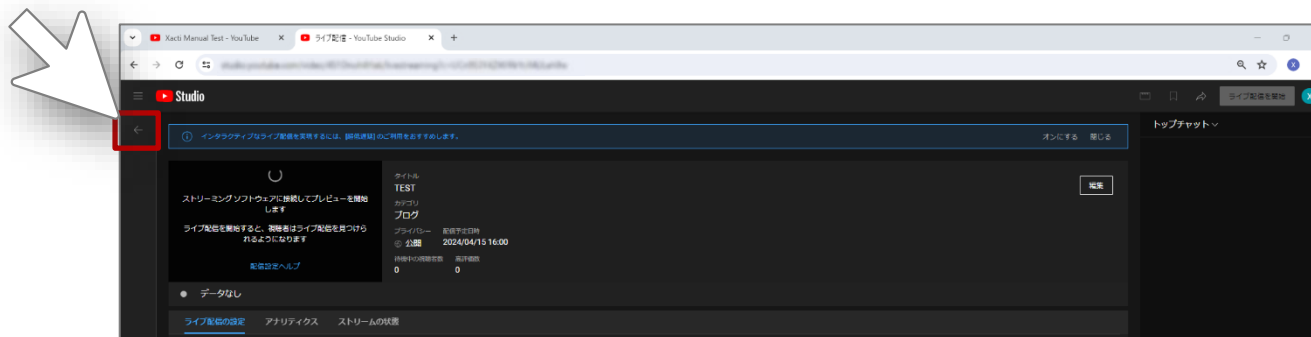 Xacti Manual Test - YouTube
ライブ配信 - YouTube Studio
Studio
ライブ配信を開始
インタラクティブなライブ配信を実現するには、[超低遅延] のご利用をおすすめします。
オンにする 閉じる
トップチャット
ストリーミング ソフトウェアに接続してプレビューを開始
します
ライブ配信を開始すると、視聴者はライブ配信を見つけら
れるようになります
配信設定ヘルプ
タイトル
TEST
編集
カテゴリ
ブログ
プライバシー 配信予定日時
公開 2024/04/15 16:00
待機中の視聴者数 高評価数
0 0
データなし
ライブ配信の設定 アナリティクス ストリームの状態